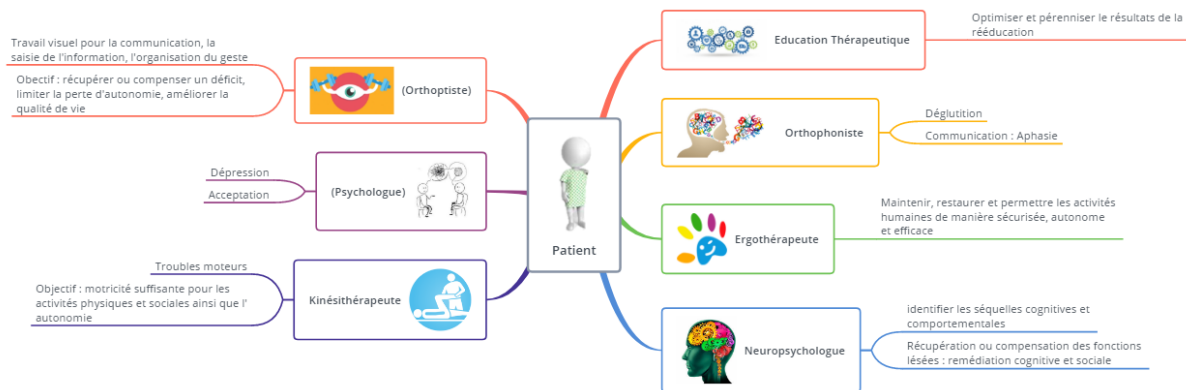 Travail visuel pour la communication, la
saisie de l'information, l'organisation du geste
Obectif : récupérer ou compenser un déficit,
limiter la perte d'autonomie, améliorer la
qualité de vie
(Orthoptiste)
Dépression
Acceptation
(Psychologue)
Troubles moteurs
Objectif : motricité suffisante pour les
activités physiques et sociales ainsi que l'
autonomie
Kinésithérapeute
Patient
Education Thérapeutique
Optimiser et pérenniser le résultats de la
rééducation
Orthophoniste
Déglutition
Communication : Aphasie
Ergothérapeute
Maintenir, restaurer et permettre les activités
humaines de manière sécurisée, autonome
et efficace
Neuropsychologue
identifier les séquelles cognitives et
comportementales
Récupération ou compensation des fonctions
lésées : remédiation cognitive et sociale